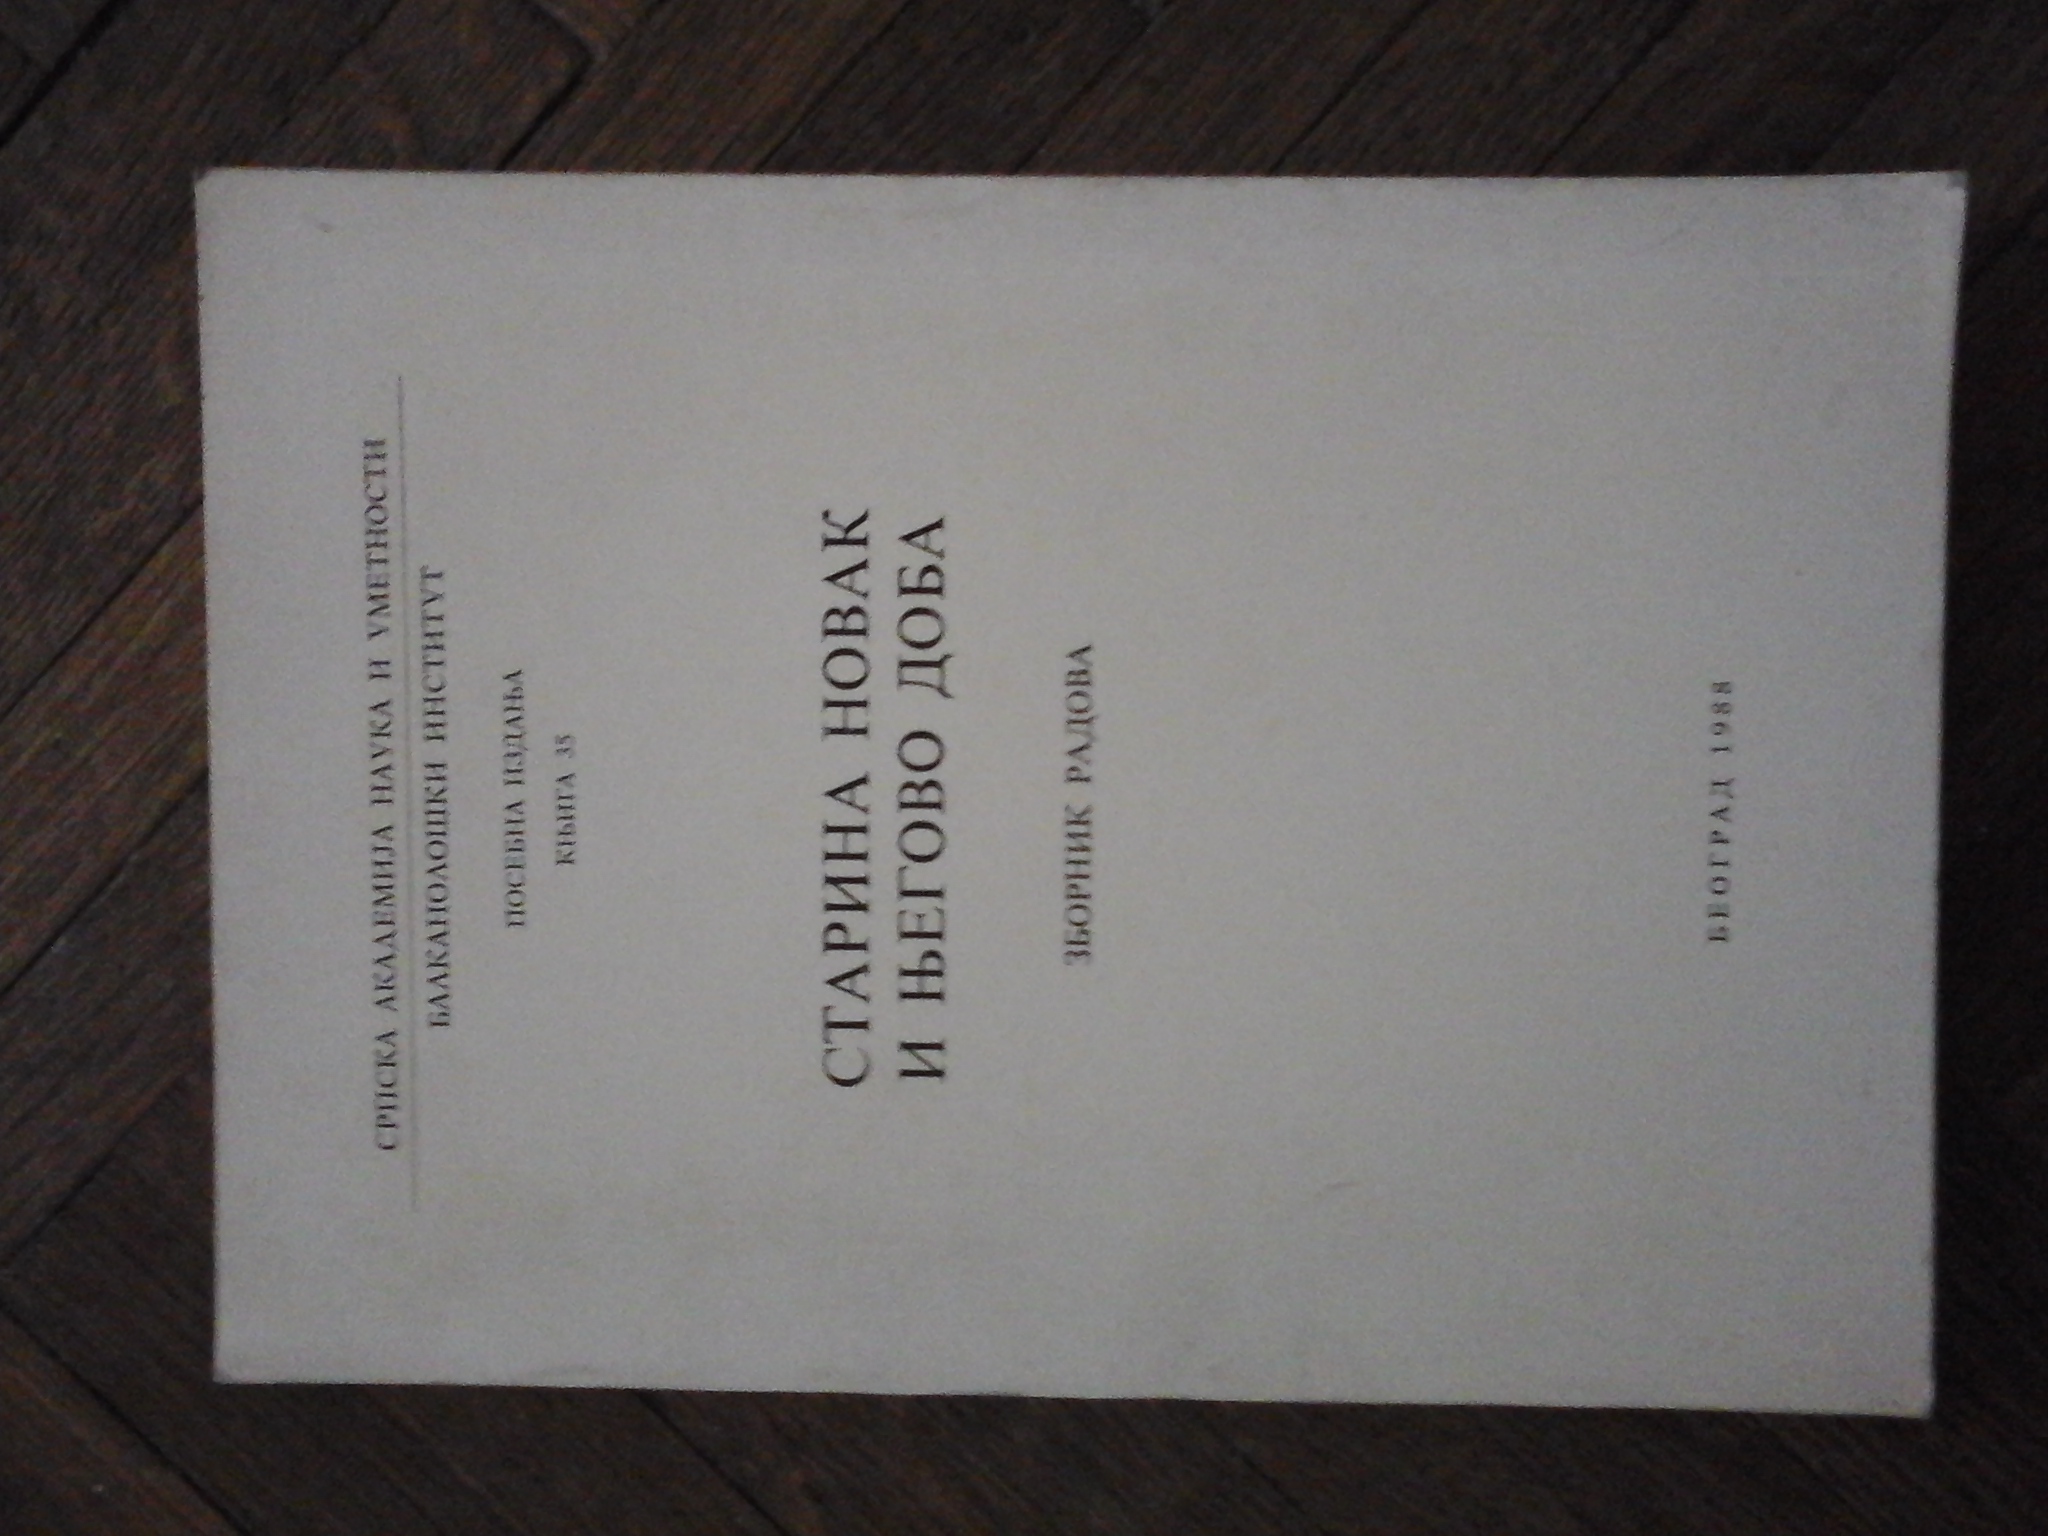 СРПСКА АКАДЕМИЈА НАУКА И УМЕТНОСТИ
БАЛКАНОЛОШКИ ИНСТИТУТ
ПОСЕБНА ИЗДАЊА
КЊИГА 35
СТАРИНА НОВАК
И ЊЕГОВО ДОБА
ЗБОРНИК РАДОВА
БЕОГРАД 1988